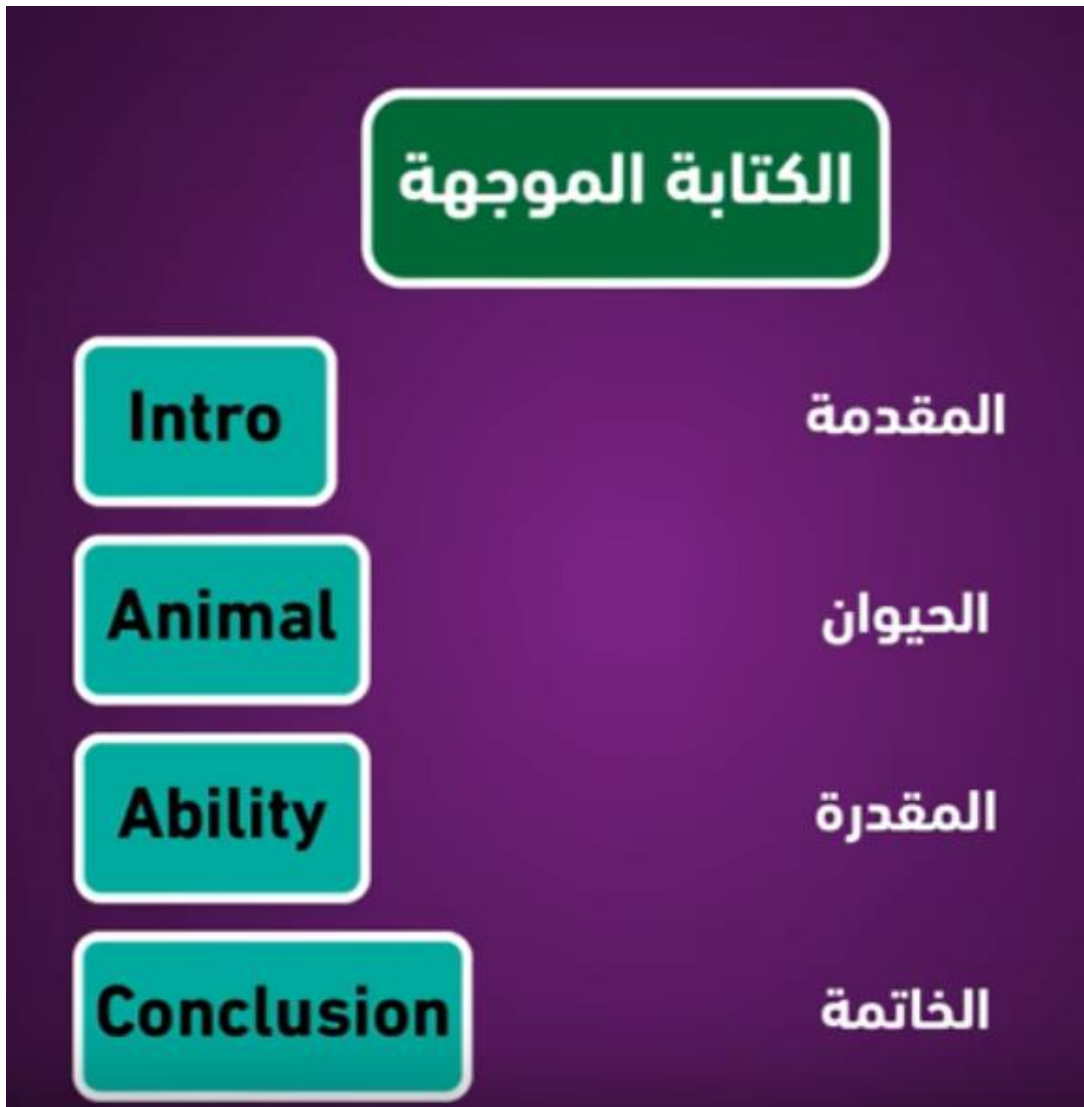 الكتابة الموجهة
Intro المقدمة
Animal الحيوان
Ability المقدرة
Conclusion الخاتمة